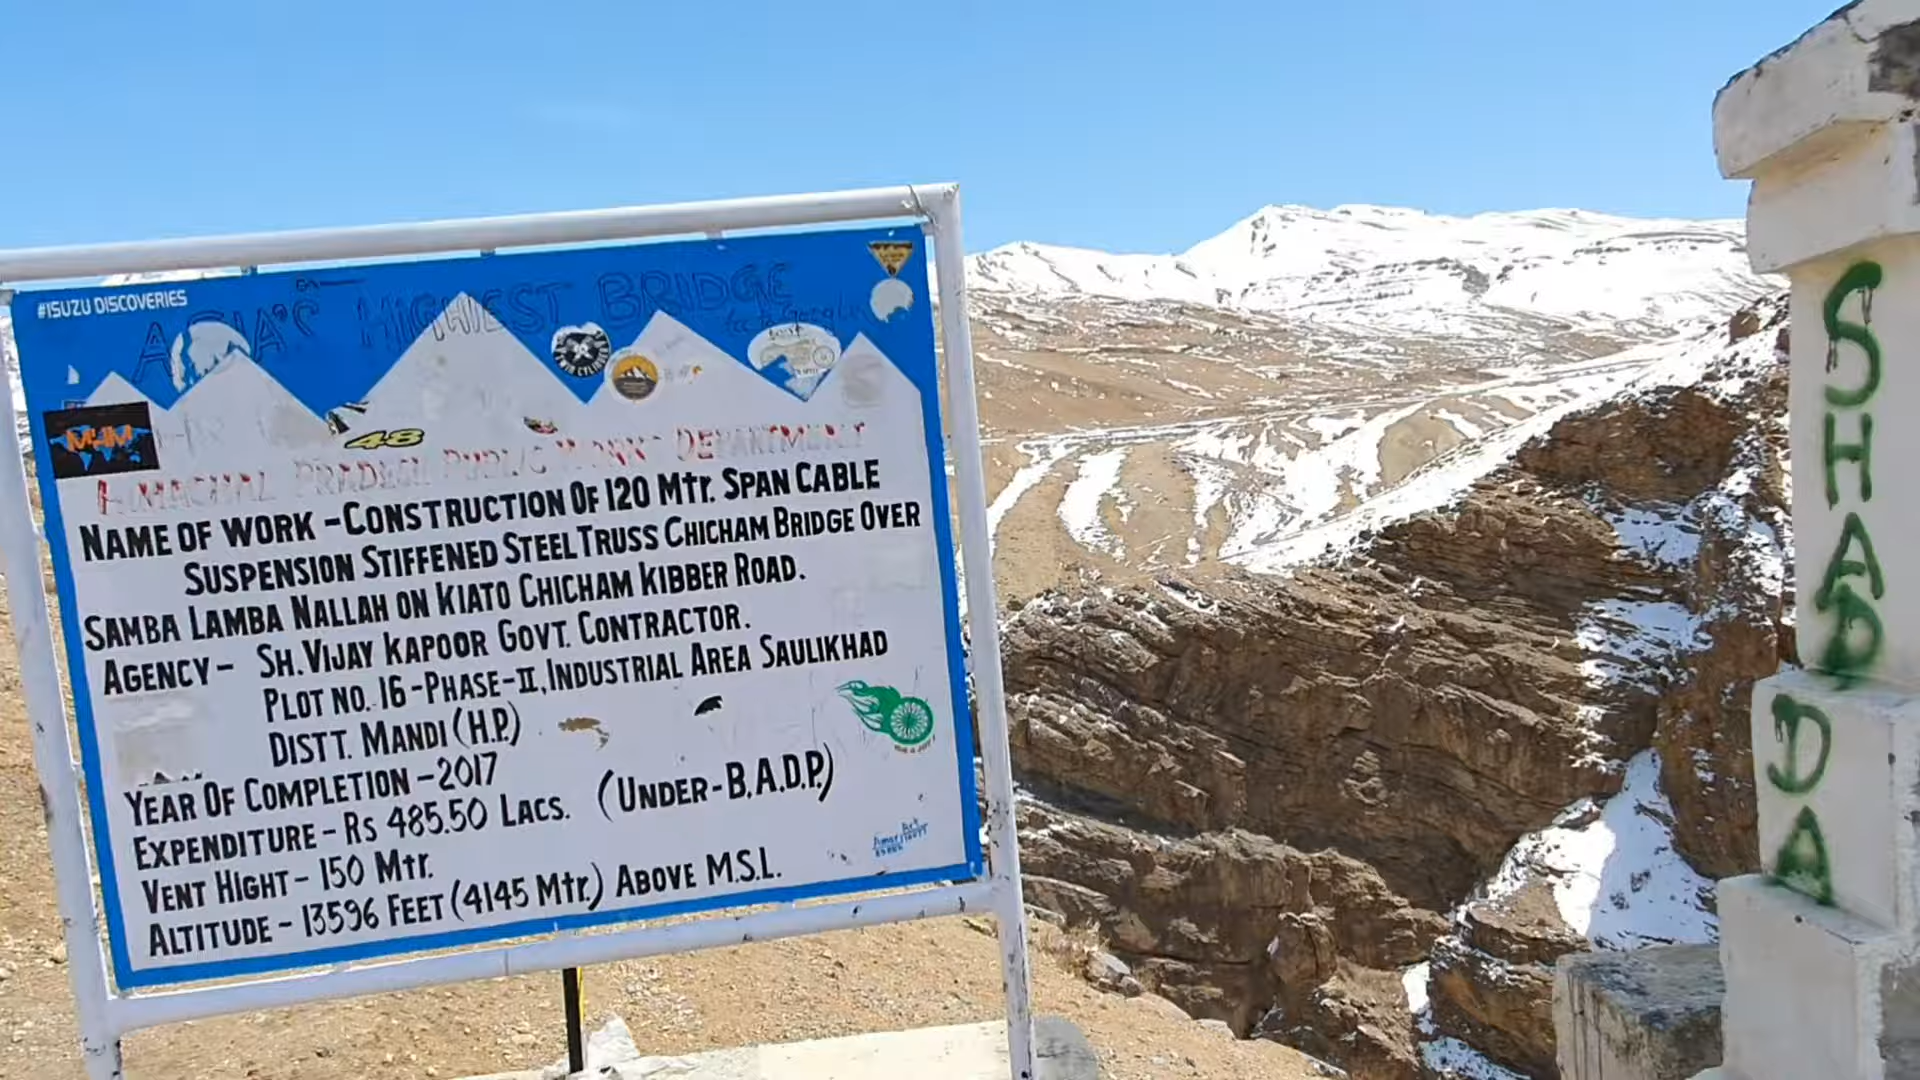 #ISUZU DISCOVERIES
ASIA'S HIGHEST BRIDGE
MHM
48
HIMACHAL PRADESH PUBLIC WORK DEPARTMENT
NAME OF WORK - CONSTRUCTION OF 120 Mtr. SPAN CABLE
SUSPENSION STIFFENED STEEL TRUSS CHICHAM BRIDGE OVER
SAMBA LAMBA NALLAH ON KIATO CHICHAM KIBBER ROAD.
AGENCY - SH. VIJAY KAPOOR GOVT. CONTRACTOR.
PLOT NO. 16 - PHASE - II, INDUSTRIAL AREA SAULIKHAD
DISTT. MANDI (H.P.)
YEAR OF COMPLETION - 2017
EXPENDITURE - Rs 485.50 LACS. (UNDER - B.A.D.P.)
VENT HIGHT - 150 Mtr.
ALTITUDE - 13596 FEET (4145 Mtr.) ABOVE M.S.L.
SHABAD
DA